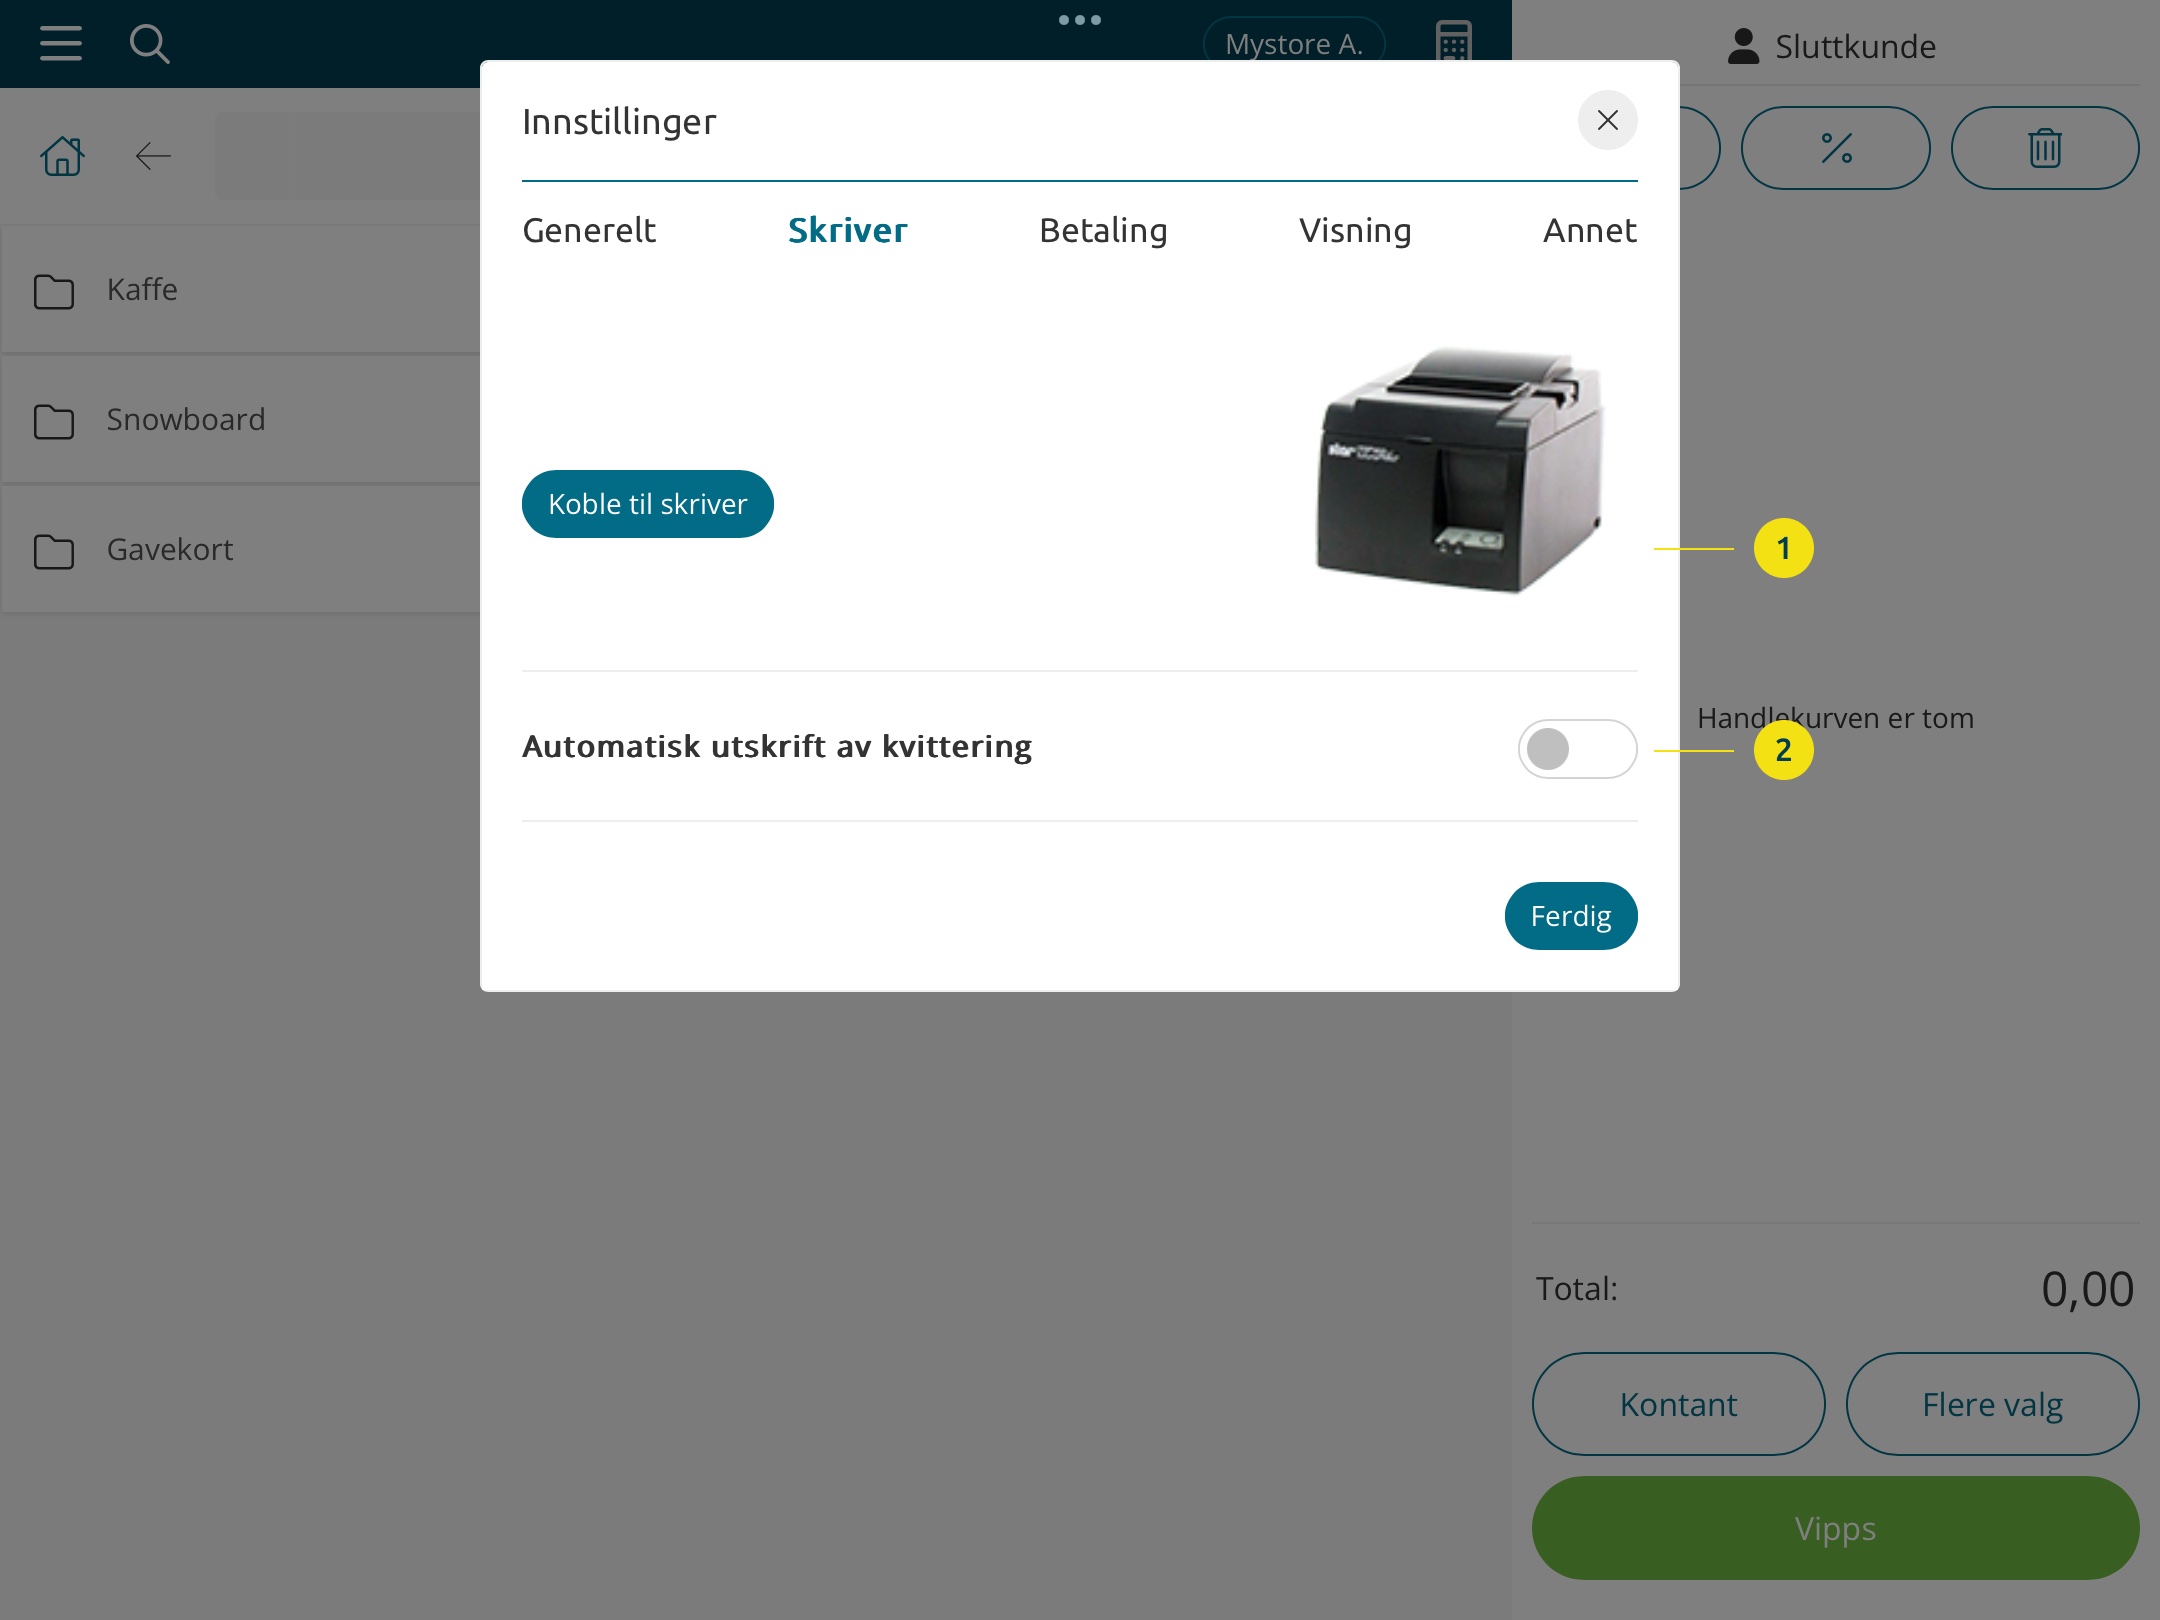 Mystore A.
Sluttkunde
Innstillinger
Generelt
Skriver
Betaling
Visning
Annet
Kaffe
Snowboard
Gavekort
star
Koble til skriver
1
Handlekurven er tom
Automatisk utskrift av kvittering
2
Ferdig
Total:
0,00
Kontant
Flere valg
Vipps